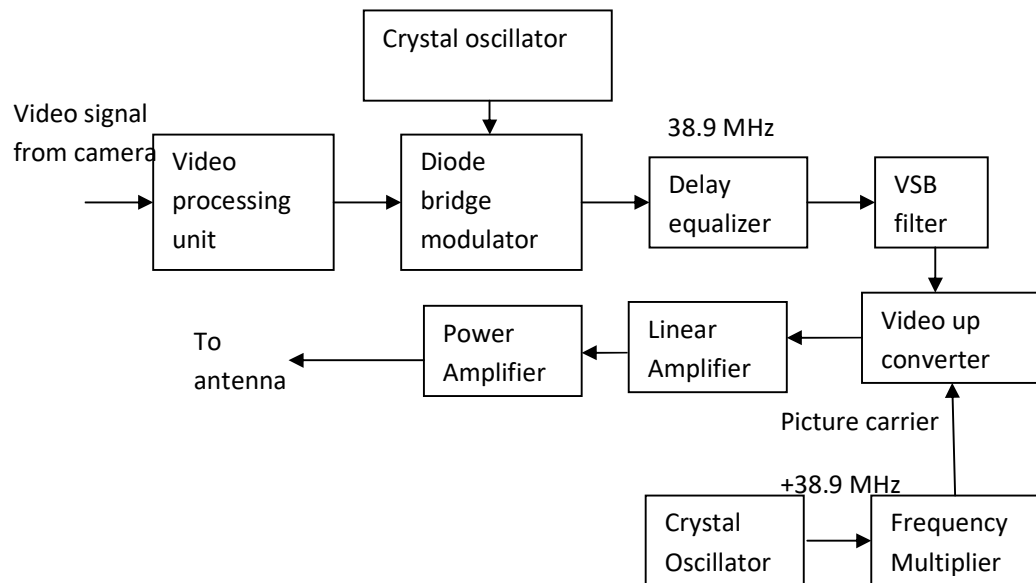 Crystal oscillator
Video signal
from camera
Video
processing
unit
Diode
bridge
modulator
38.9 MHz
Delay
equalizer
VSB
filter
To
antenna
Power
Amplifier
Linear
Amplifier
Video up
converter
Picture carrier
+38.9 MHz
Crystal
Oscillator
Frequency
Multiplier